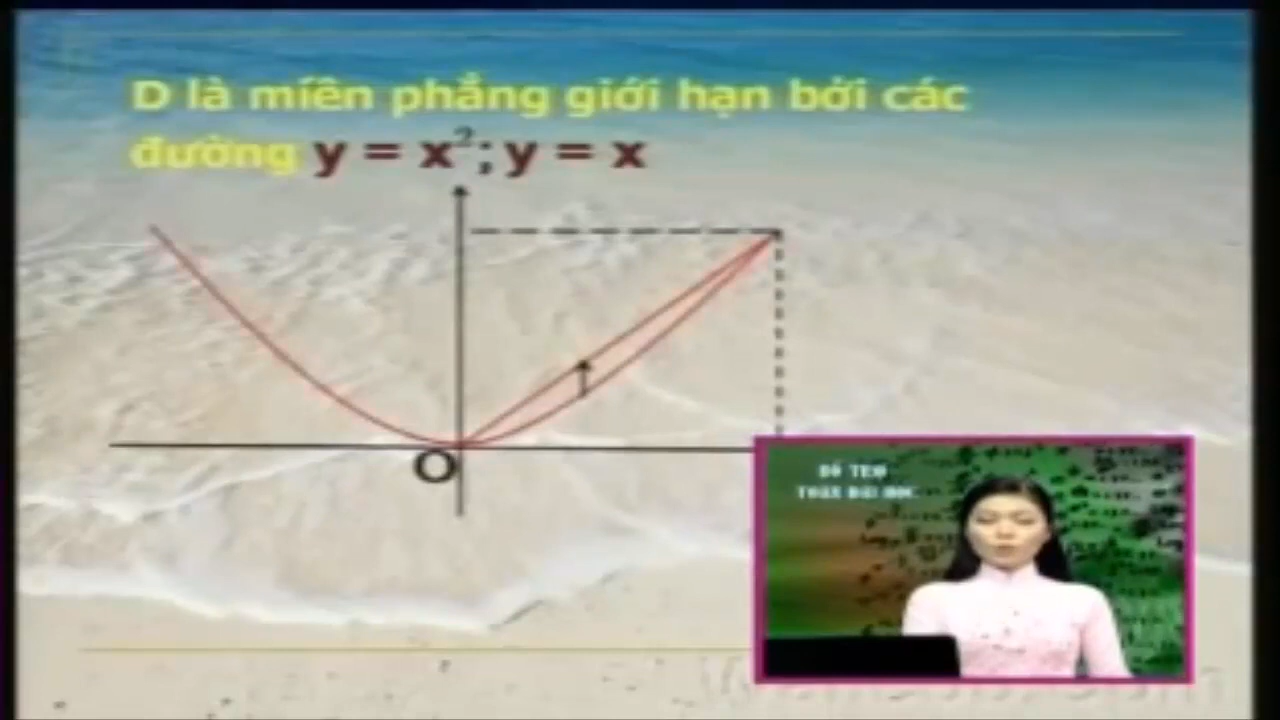 D là miền phẳng giới hạn bởi các
đường y = x²; y = x
O